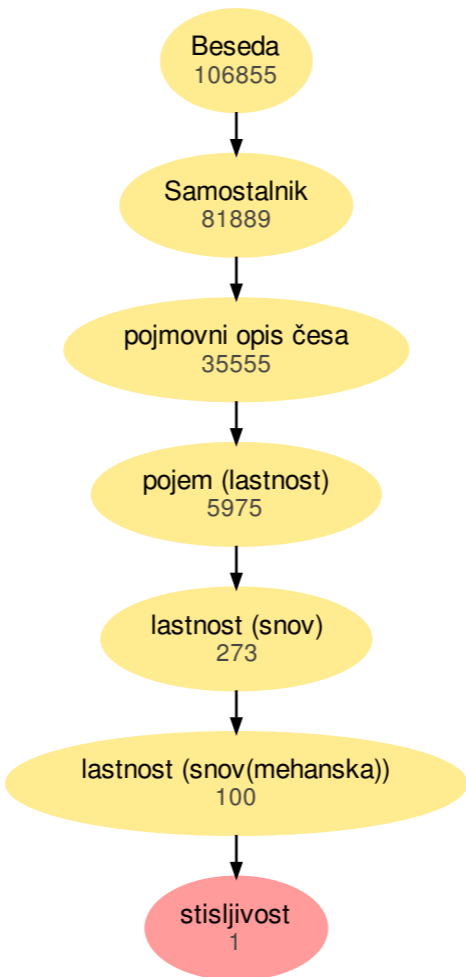 Beseda
106855
Samostalnik
81889
pojmovni opis česa
35555
pojem (lastnost)
5975
lastnost (snov)
273
lastnost (snov(mehanska))
100
stisljivost
1